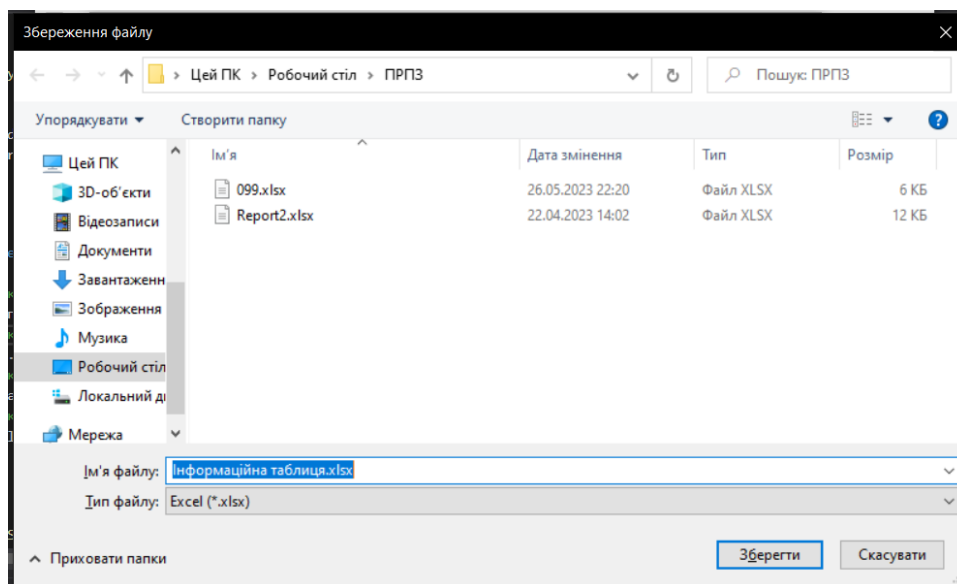 Збереження файлу
Цей ПК › Робочий стіл › ПРПЗ
Пошук: ПРПЗ
Упорядкувати
Створити папку
Ім'я
Дата змінення
Тип
Розмір
Цей ПК
3D-об'єкти
Відеозаписи
Документи
Завантаженн
Зображення
Музика
Робочий стіл
Локальний ди
Мережа
099.xlsx 26.05.2023 22:20 Файл XLSX 6 КБ
Report2.xlsx 22.04.2023 14:02 Файл XLSX 12 КБ
Ім'я файлу: Інформаційна таблиця.xlsx
Тип файлу: Excel (*.xlsx)
Приховати папки
Зберегти
Скасувати